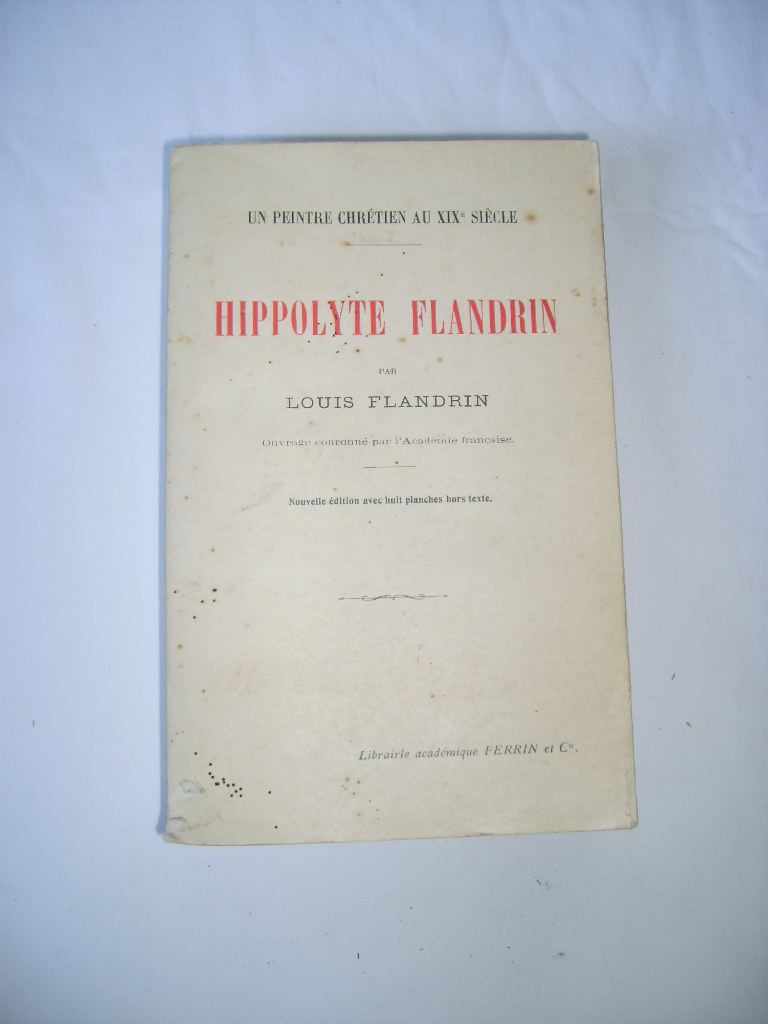 UN PEINTRE CHRÉTIEN AU XIXᵉ SIÈCLE
HIPPOLYTE FLANDRIN
PAR
LOUIS FLANDRIN
Ouvrage couronné par l'Académie française.
Nouvelle édition avec huit planches hors texte.
Librairie académique PERRIN et Cⁱᵉ.